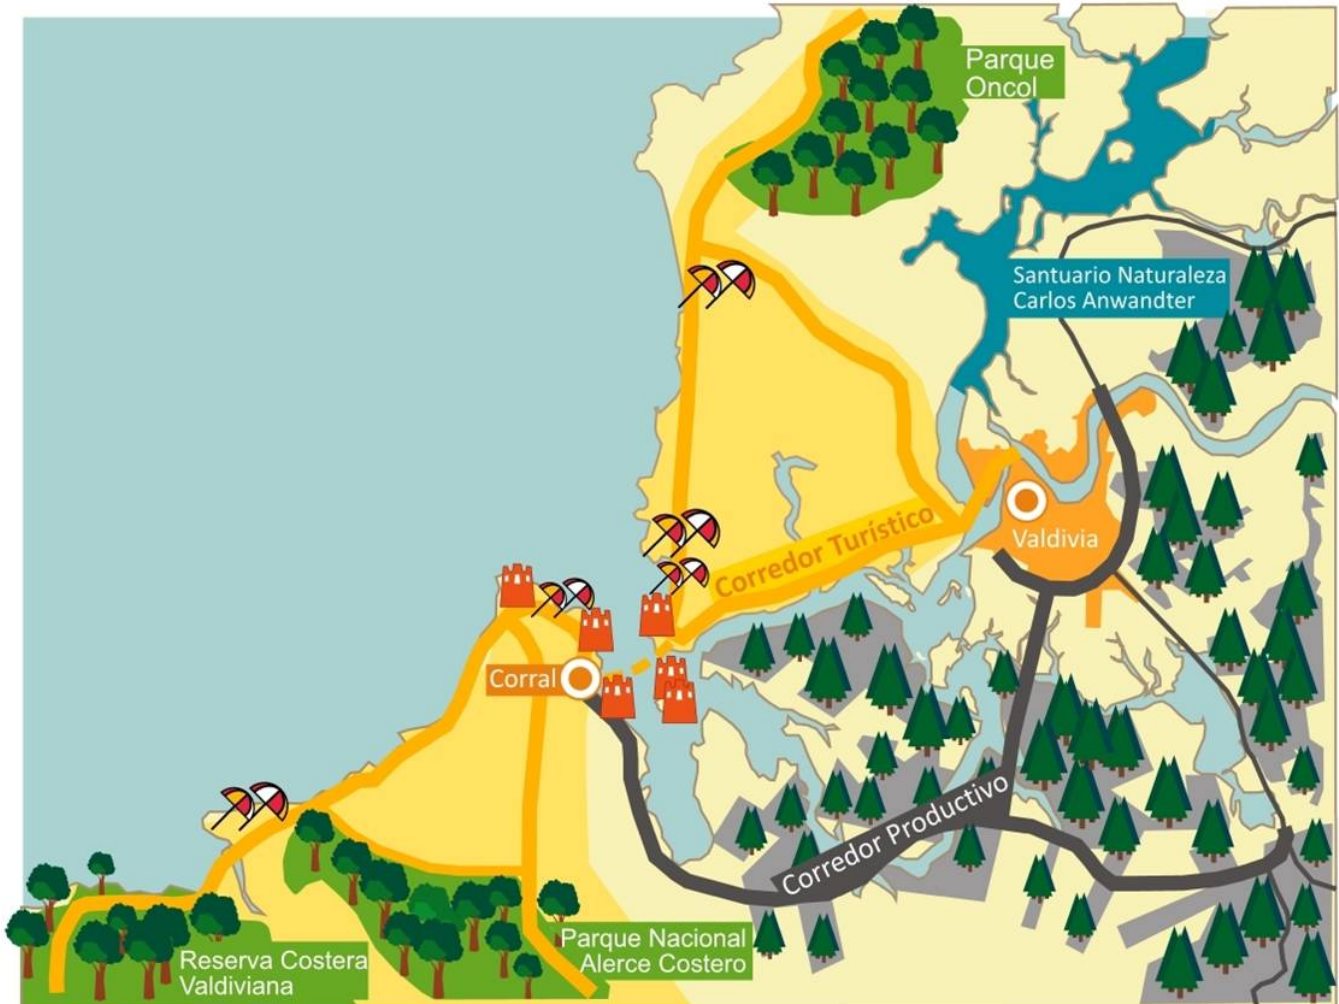 Parque
Oncol
Santuario Naturaleza
Carlos Anwandter
Corredor Turístico
Valdivia
Corral
Corredor Productivo
Parque Nacional
Alerce Costero
Reserva Costera
Valdiviana